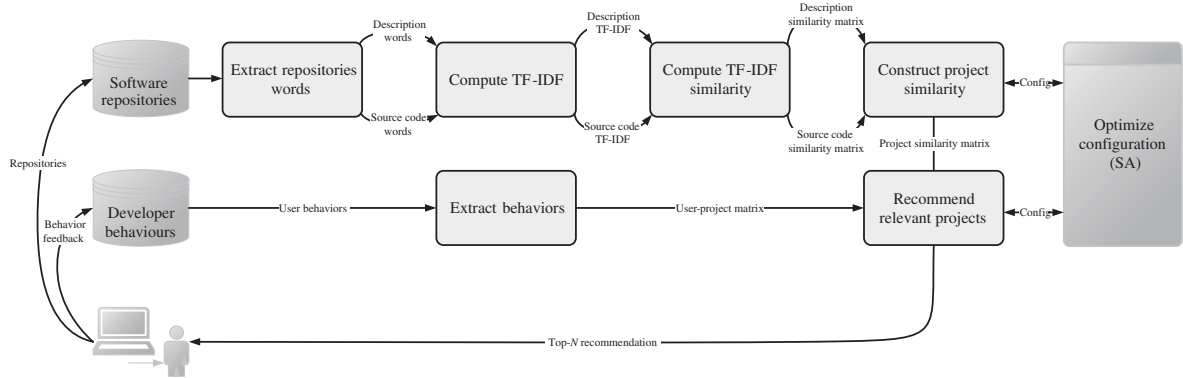 Description
words
Description
TF-IDF
Description
similarity matrix
Software
repositories
Extract repositories
words
Compute TF-IDF
Compute TF-IDF
similarity
Construct project
similarity
Config
Optimize
configuration
(SA)
Source code
words
Source code
TF-IDF
Source code
similarity matrix
Project similarity matrix
Repositories
Behavior
feedback
Developer
behaviours
User behaviors
Extract behaviors
User-project matrix
Recommend
relevant projects
Config
Top-N recommendation